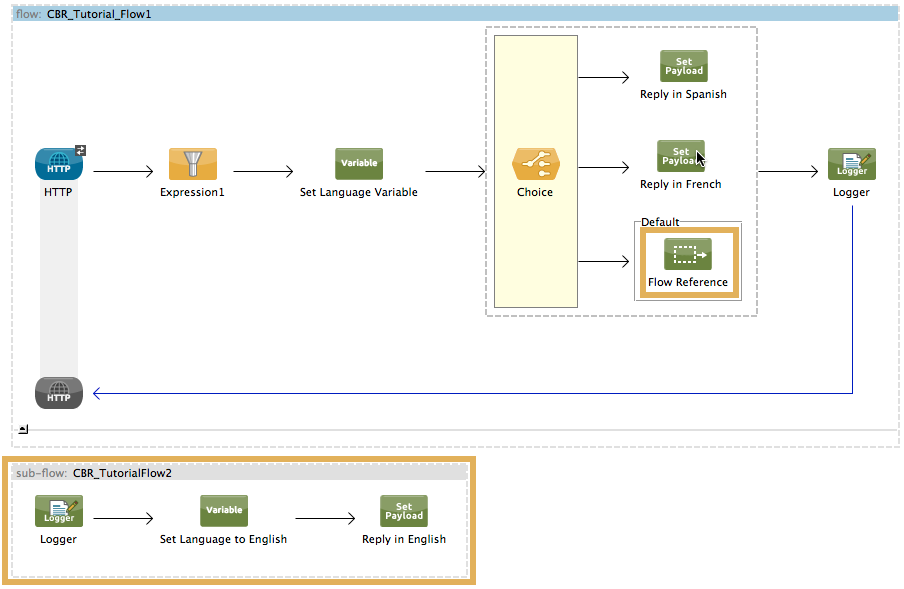 flow: CBR_Tutorial_Flow1
Set
Payload
Reply in Spanish
HTTP
HTTP
Expression1
Variable
Set Language Variable
Choice
Set
Payload
Reply in French
Logger
Logger
Default
Flow Reference
HTTP
sub-flow: CBR_TutorialFlow2
Logger
Logger
Variable
Set Language to English
Set
Payload
Reply in English